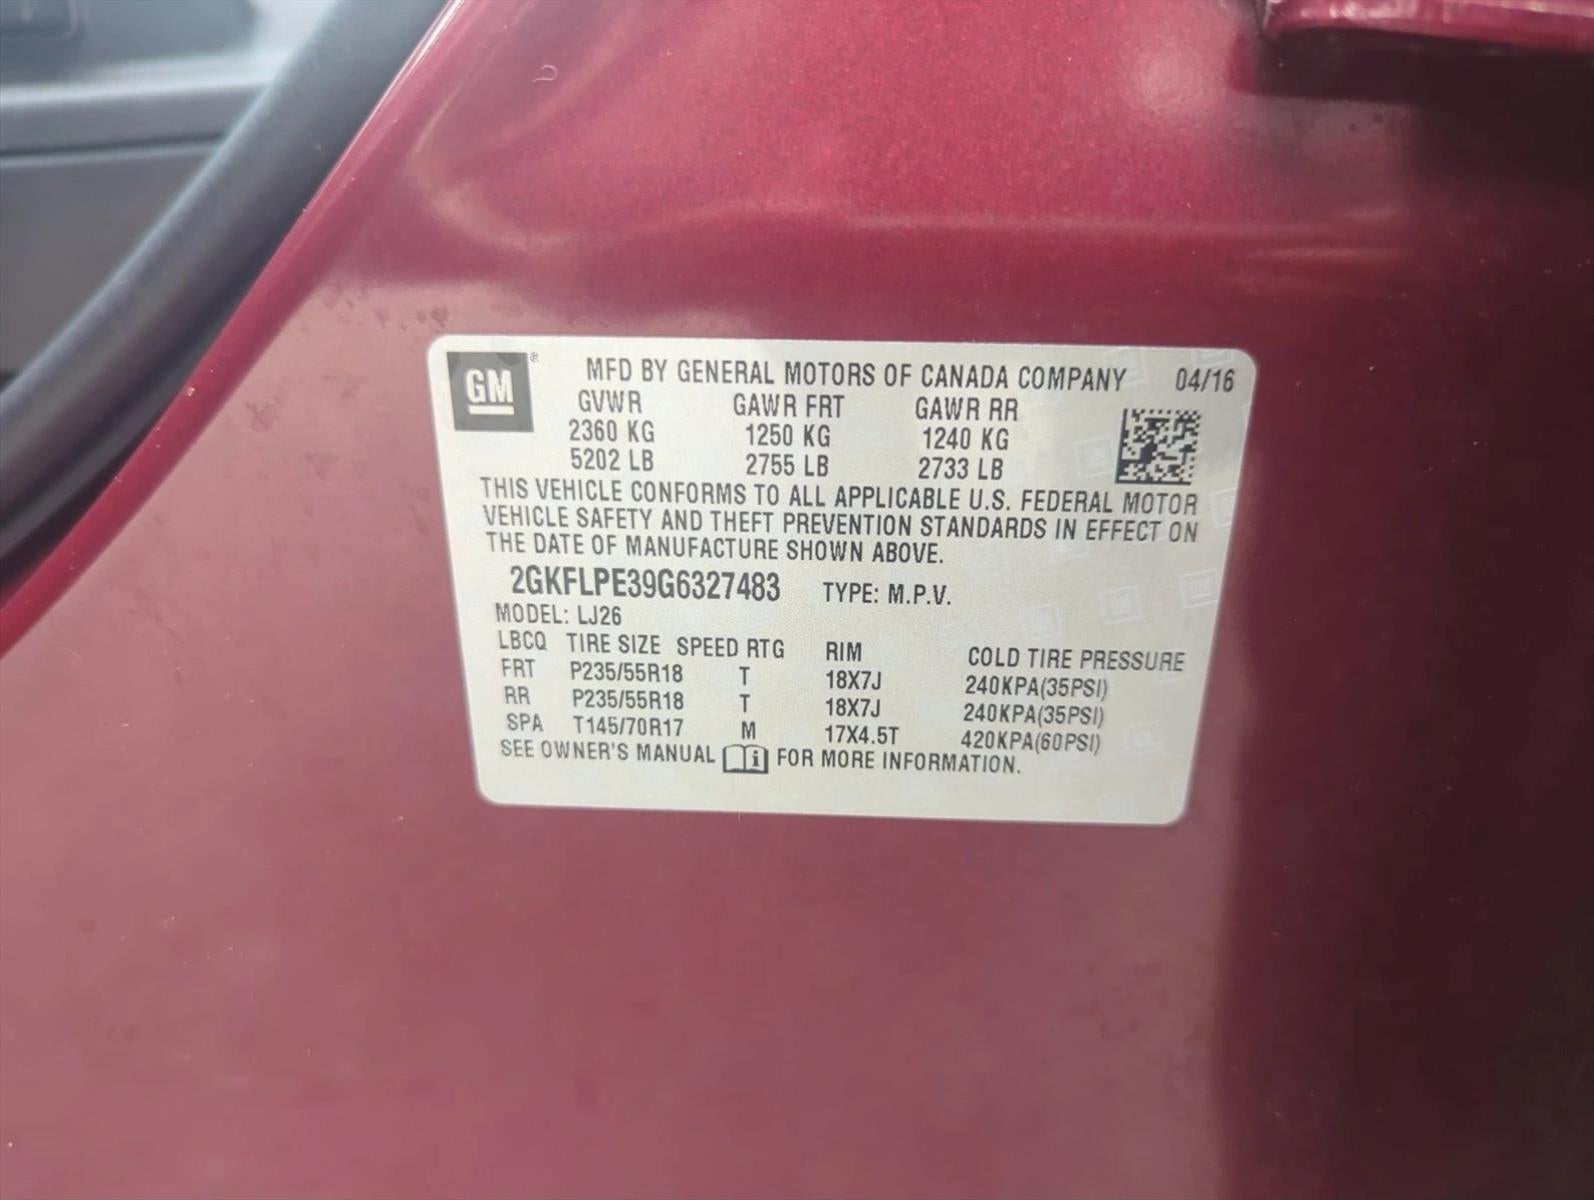 GM ® MFD BY GENERAL MOTORS OF CANADA COMPANY 04/16
GVWR GAWR FRT GAWR RR
2360 KG 1250 KG 1240 KG
5202 LB 2755 LB 2733 LB
THIS VEHICLE CONFORMS TO ALL APPLICABLE U.S. FEDERAL MOTOR
VEHICLE SAFETY AND THEFT PREVENTION STANDARDS IN EFFECT ON
THE DATE OF MANUFACTURE SHOWN ABOVE.
2GKFLPE39G6327483 TYPE: M.P.V.
MODEL: LJ26
LBCQ TIRE SIZE SPEED RTG RIM COLD TIRE PRESSURE
FRT P235/55R18 T 18X7J 240KPA(35PSI)
RR P235/55R18 T 18X7J 240KPA(35PSI)
SPA T145/70R17 M 17X4.5T 420KPA(60PSI)
SEE OWNER'S MANUAL i FOR MORE INFORMATION.